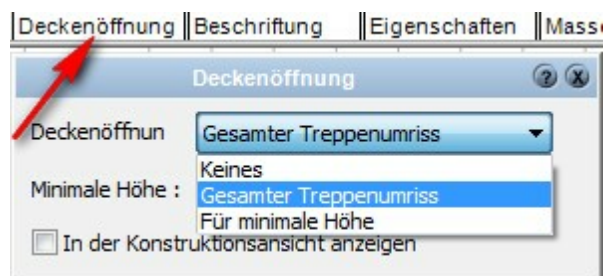 Deckenöffnung Beschriftung Eigenschaften Mass
Deckenöffnung
Deckenöffnun Gesamter Treppenumriss
Keines
Minimale Höhe : Gesamter Treppenumriss
Für minimale Höhe
In der Konstruktionsansicht anzeigen